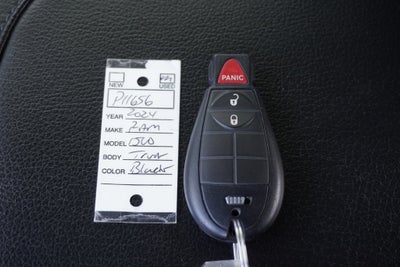 NEW USED
P11656
YEAR 2024
MAKE RAM
MODEL 1500
BODY Truck
COLOR Black
PANIC